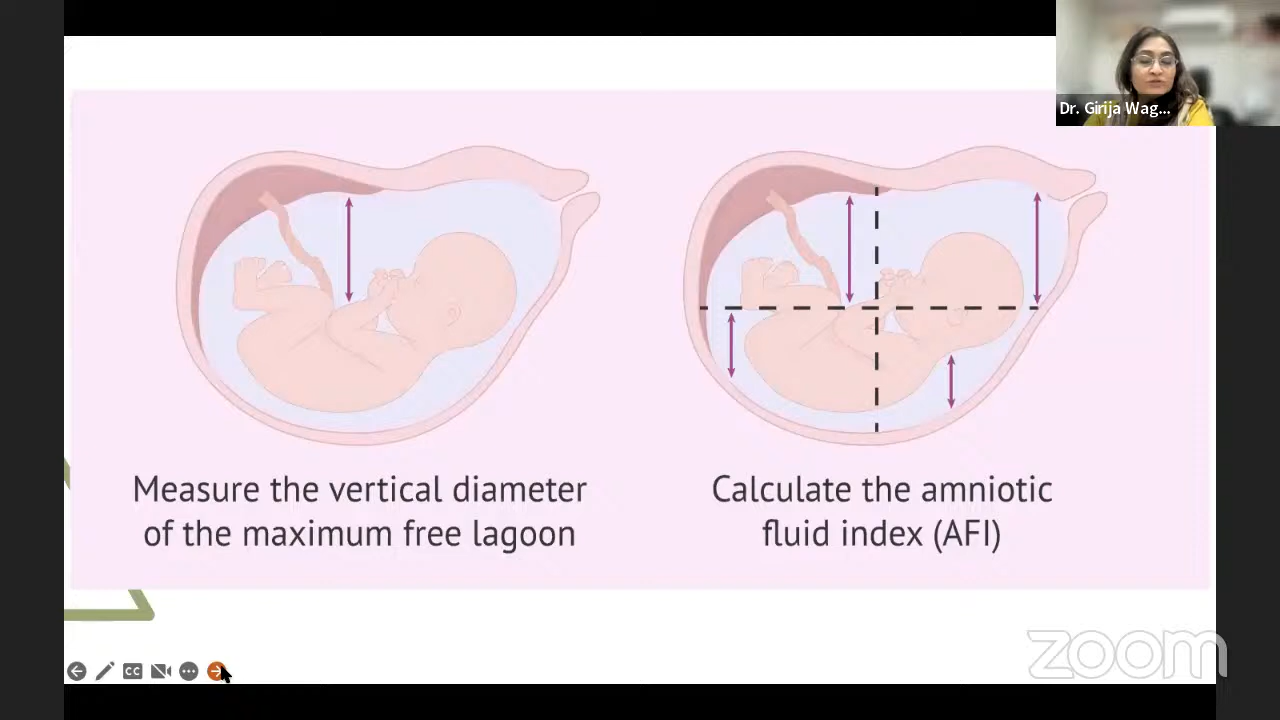 Dr. Girija Wag...
Measure the vertical diameter
of the maximum free lagoon
Calculate the amniotic
fluid index (AFI)
CC
zoom